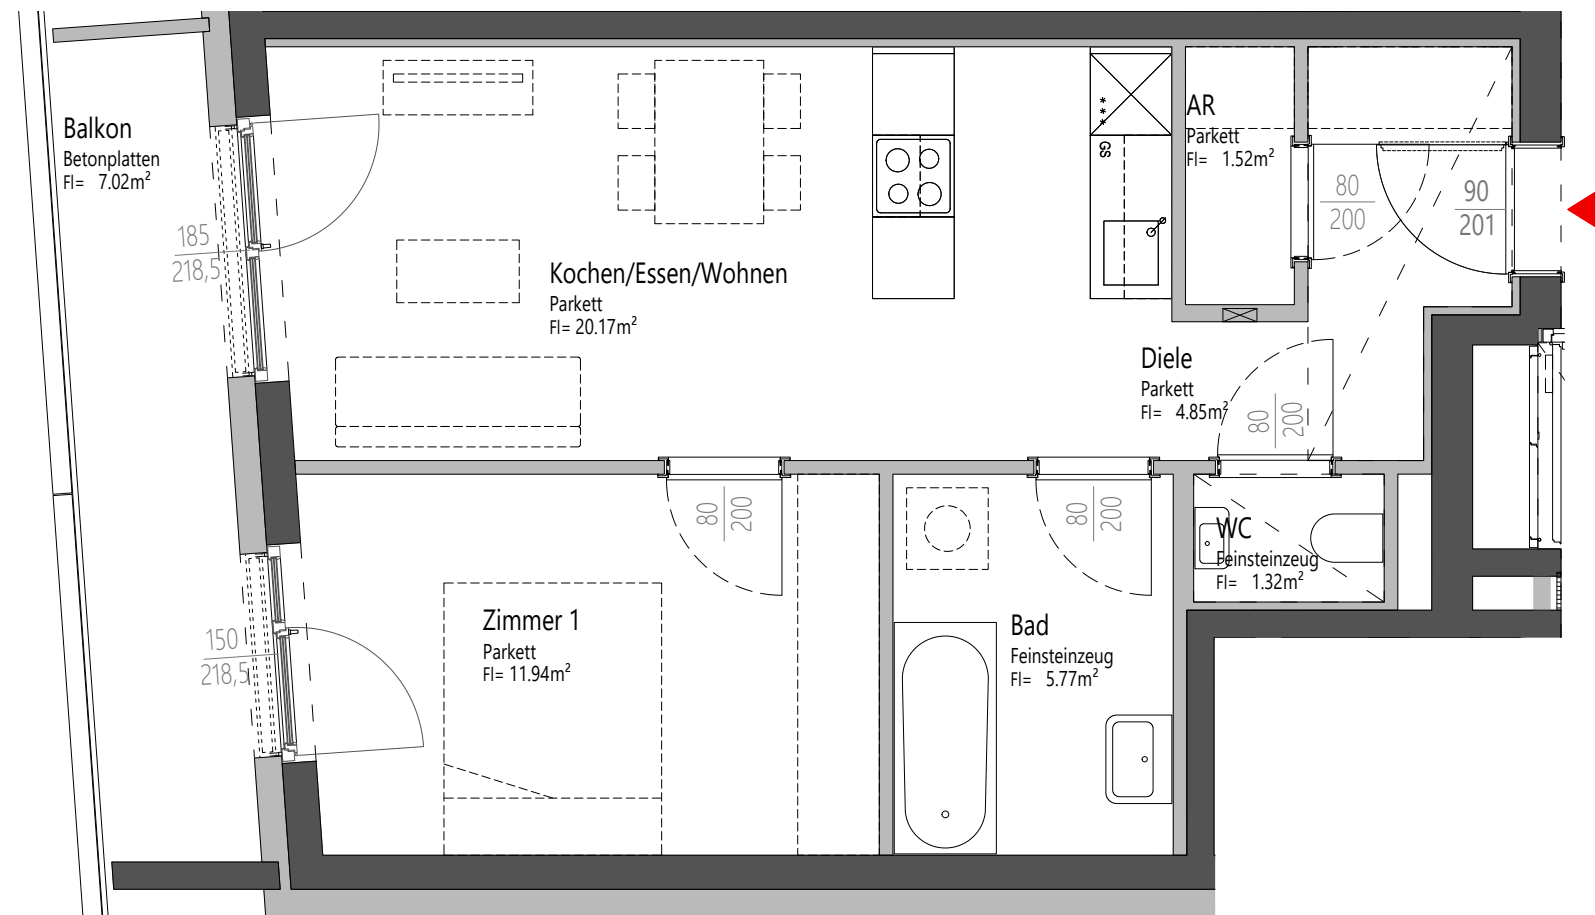 Balkon
Betonplatten
Fl= 7.02m²
185
218,5
Kochen/Essen/Wohnen
Parkett
Fl= 20.17m²
***
GS
AR
Parkett
Fl= 1.52m²
80
200
90
201
Diele
Parkett
Fl= 4.85m²
80
200
80
200
80
200
WC
Feinsteinzeug
Fl= 1.32m²
150
218,5
Zimmer 1
Parkett
Fl= 11.94m²
Bad
Feinsteinzeug
Fl= 5.77m²